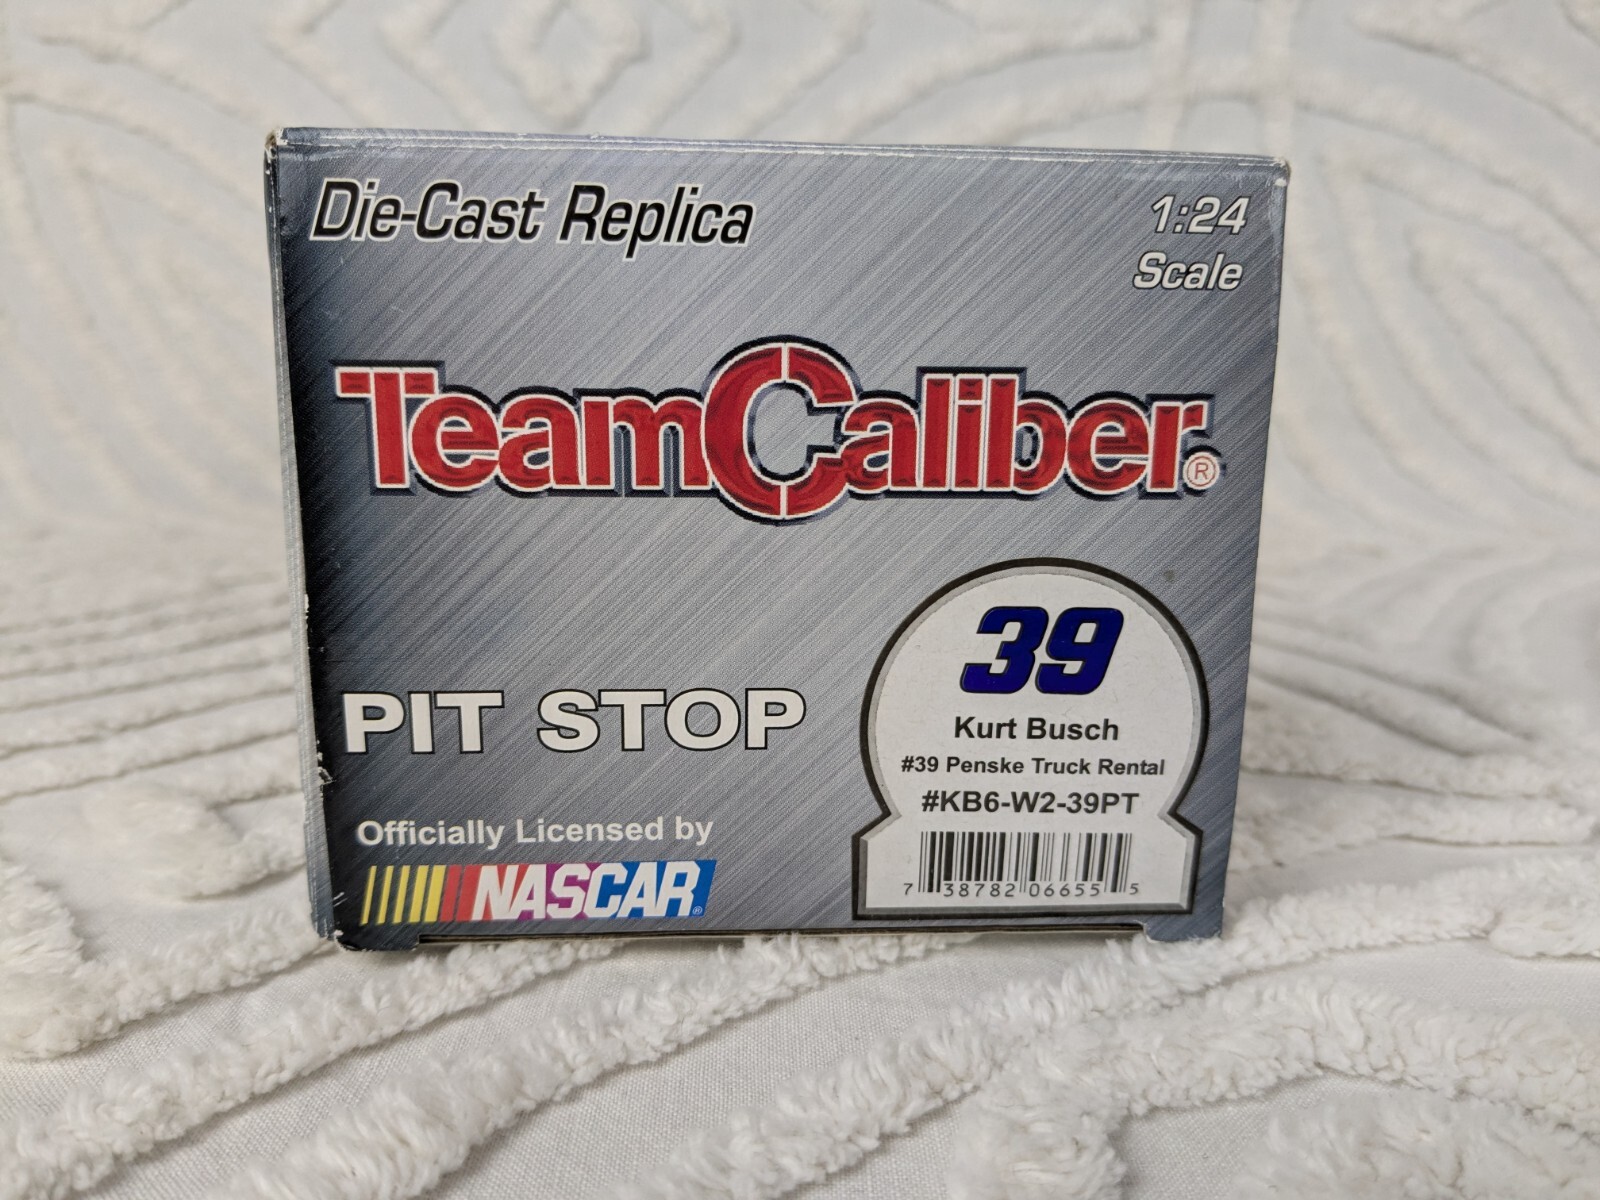 Die-Cast Replica
1:24
Scale
TeamCaliber®
PIT STOP
39
Kurt Busch
#39 Penske Truck Rental
#KB6-W2-39PT
7 38782 06655 5
Officially Licensed by
NASCAR®